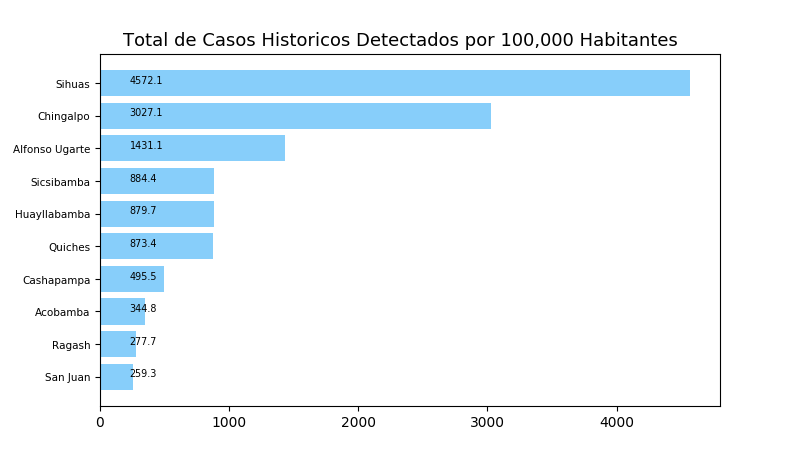 Total de Casos Historicos Detectados por 100,000 Habitantes
Sihuas 4572.1
Chingalpo 3027.1
Alfonso Ugarte 1431.1
Sicsibamba 884.4
Huayllabamba 879.7
Quiches 873.4
Cashapampa 495.5
Acobamba 344.8
Ragash 277.7
San Juan 259.3
0 1000 2000 3000 4000